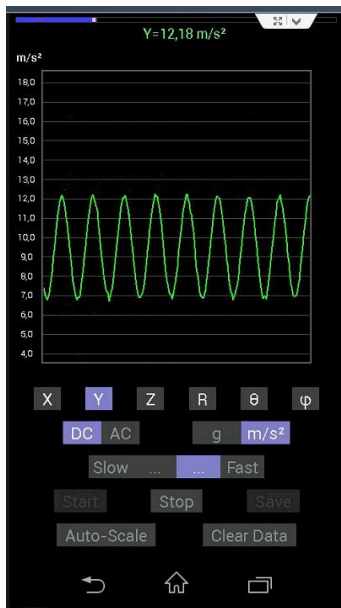 Y=12,18 m/s²
m/s²
18,0
17,0
16,0
15,0
14,0
13,0
12,0
11,0
10,0
9,0
8,0
7,0
6,0
5,0
4,0
X Y Z R θ φ
DC AC g m/s²
Slow ... ... Fast
Start Stop Save
Auto-Scale Clear Data